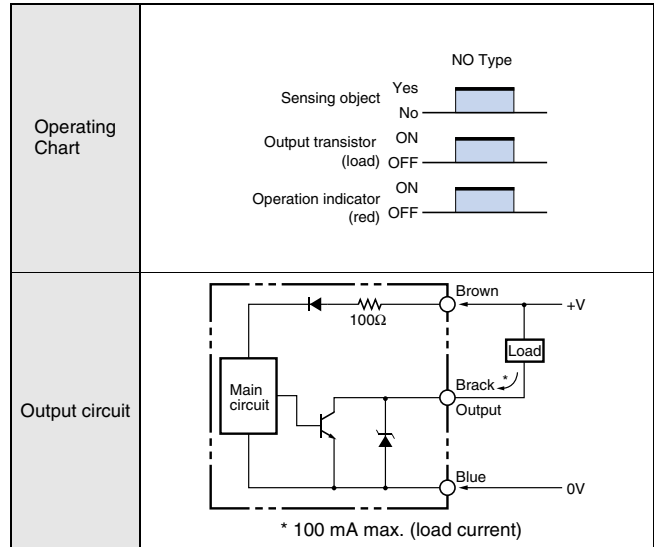 Operating
Chart
NO Type
Sensing object
Yes
No
Output transistor
(load)
ON
OFF
Operation indicator
(red)
ON
OFF
Output circuit
Brown
+V
100Ω
Load
Main
circuit
Brack
*
Output
Blue
0V
* 100 mA max. (load current)